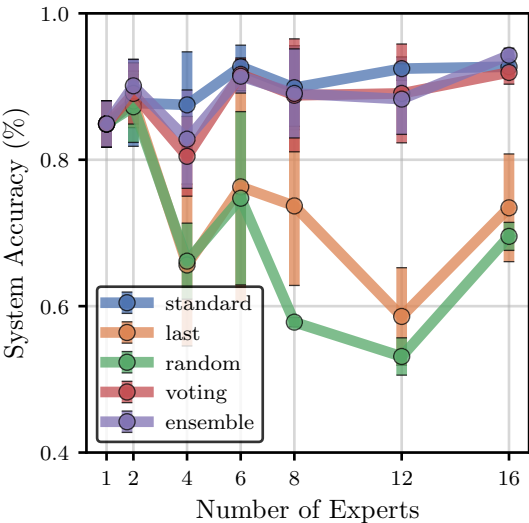 System Accuracy (%)
1.0
0.8
0.6
0.4
standard
last
random
voting
ensemble
1 2 4 6 8 12 16
Number of Experts